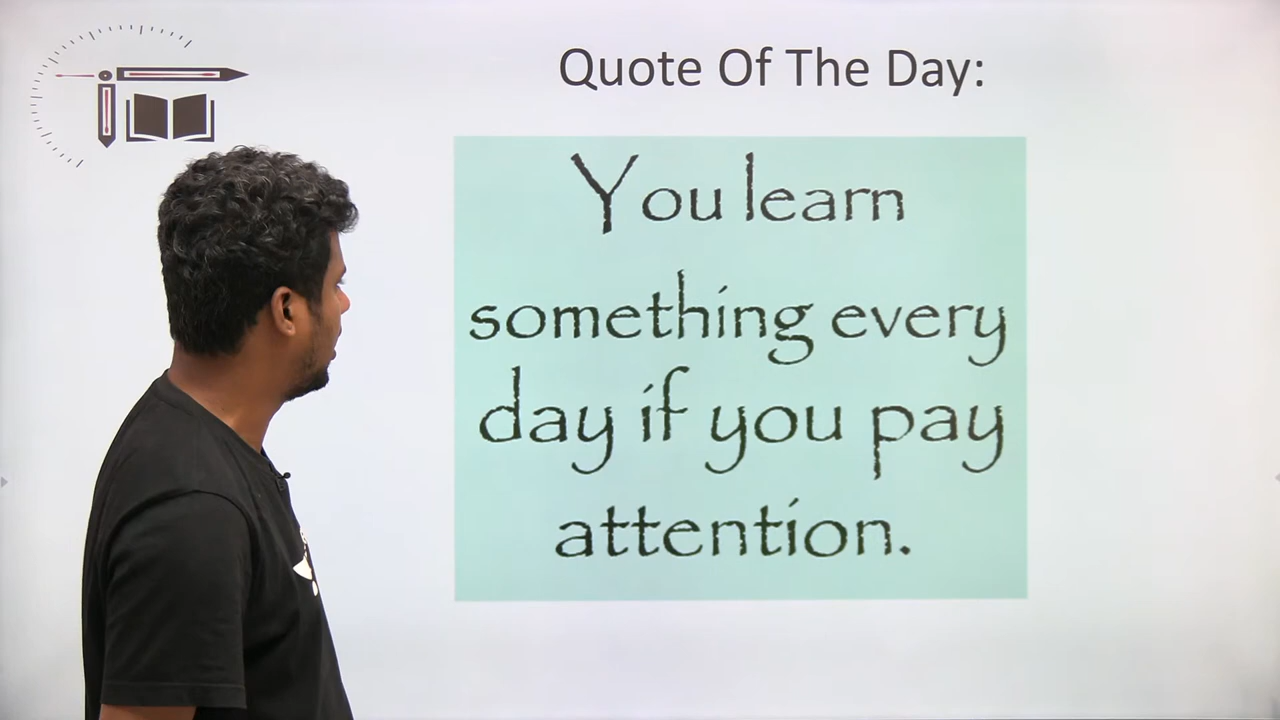 Quote Of The Day:
You learn
something every
day if you pay
attention.